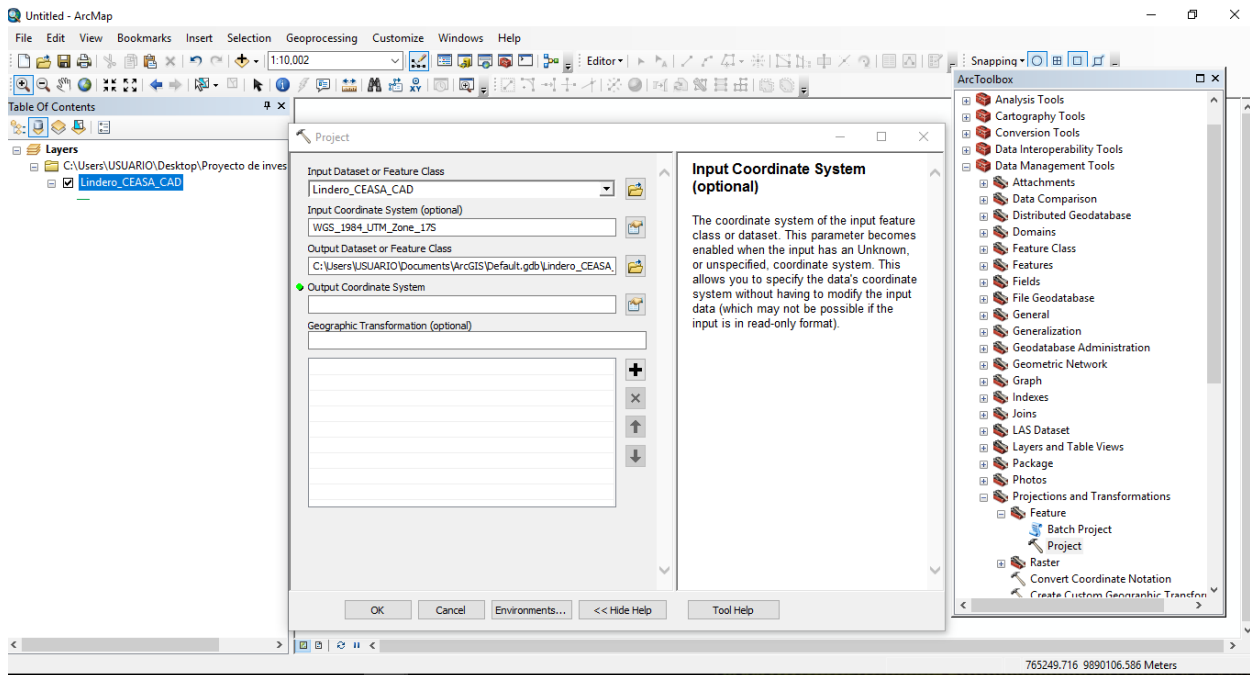 Untitled - ArcMap
File Edit View Bookmarks Insert Selection Geoprocessing Customize Windows Help
1:10,002
Editor
Snapping
Table Of Contents
Layers
C:\Users\USUARIO\Desktop\Proyecto de inves
Lindero_CEASA_CAD
Project
Input Dataset or Feature Class
Lindero_CEASA_CAD
Input Coordinate System (optional)
WGS_1984_UTM_Zone_17S
Output Dataset or Feature Class
C:\Users\USUARIO\Documents\ArcGIS\Default.gdb\Lindero_CEASA_
Output Coordinate System
Geographic Transformation (optional)
OK
Cancel
Environments...
<< Hide Help
Tool Help
Input Coordinate System
(optional)
The coordinate system of the input feature
class or dataset. This parameter becomes
enabled when the input has an Unknown,
or unspecified, coordinate system. This
allows you to specify the data's coordinate
system without having to modify the input
data (which may not be possible if the
input is in read-only format).
ArcToolbox
Analysis Tools
Cartography Tools
Conversion Tools
Data Interoperability Tools
Data Management Tools
Attachments
Data Comparison
Distributed Geodatabase
Domains
Feature Class
Features
Fields
File Geodatabase
General
Generalization
Geodatabase Administration
Geometric Network
Graph
Indexes
Joins
LAS Dataset
Layers and Table Views
Package
Photos
Projections and Transformations
Feature
Batch Project
Project
Raster
Convert Coordinate Notation
Create Custom Geographic Transfor
765249.716 9890106.586 Meters